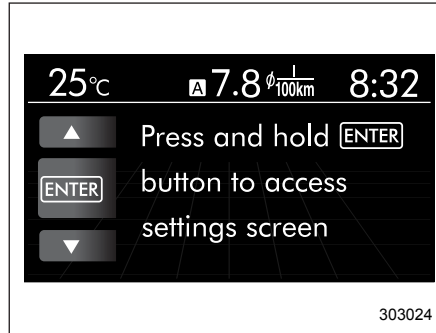 25°C A 7.8 ϕ l/100km 8:32
▲ Press and hold ENTER
ENTER button to access
▼ settings screen
303024